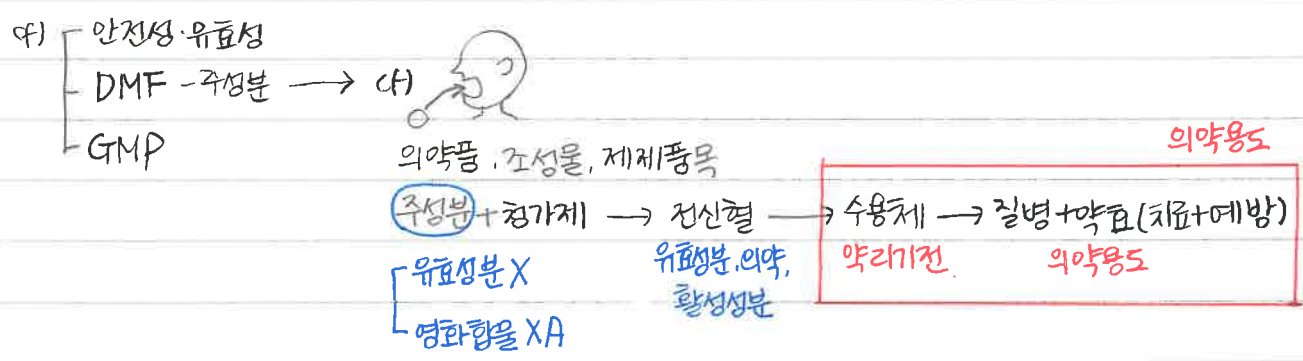 다) 안전성·유효성
DMF - 주성분 → 사)
GMP
의약품, 조성물, 제제품목
의약용도
주성분 + 첨가제 → 전신혈 → 수용체 → 질병+약효(치료+예방)
유효성분 X
유효성분, 의약, 활성성분
약리기전.
의약용도
염화합물 XA